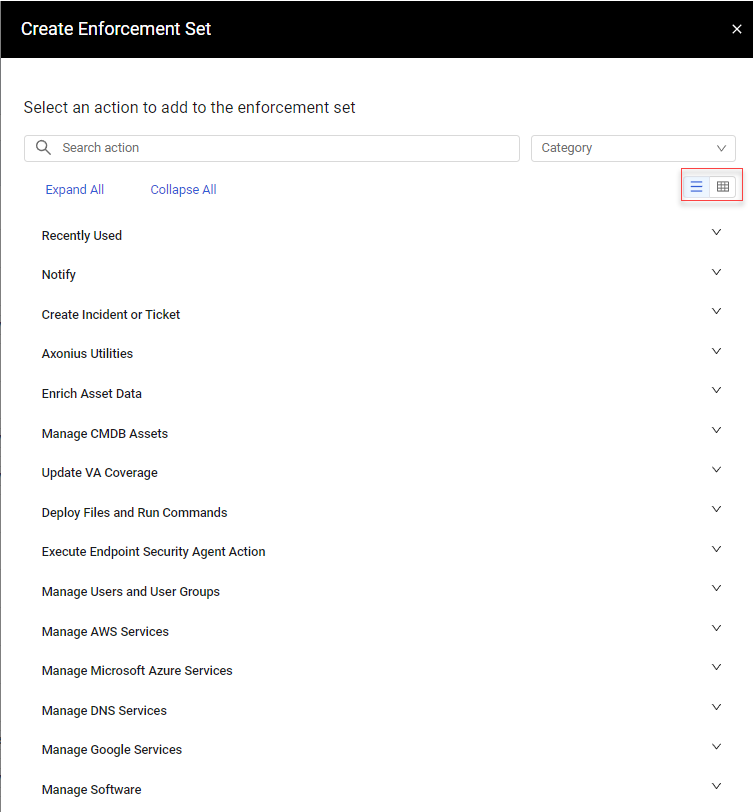 Create Enforcement Set
Select an action to add to the enforcement set
Search action
Category
Expand All
Collapse All
Recently Used
Notify
Create Incident or Ticket
Axonius Utilities
Enrich Asset Data
Manage CMDB Assets
Update VA Coverage
Deploy Files and Run Commands
Execute Endpoint Security Agent Action
Manage Users and User Groups
Manage AWS Services
Manage Microsoft Azure Services
Manage DNS Services
Manage Google Services
Manage Software